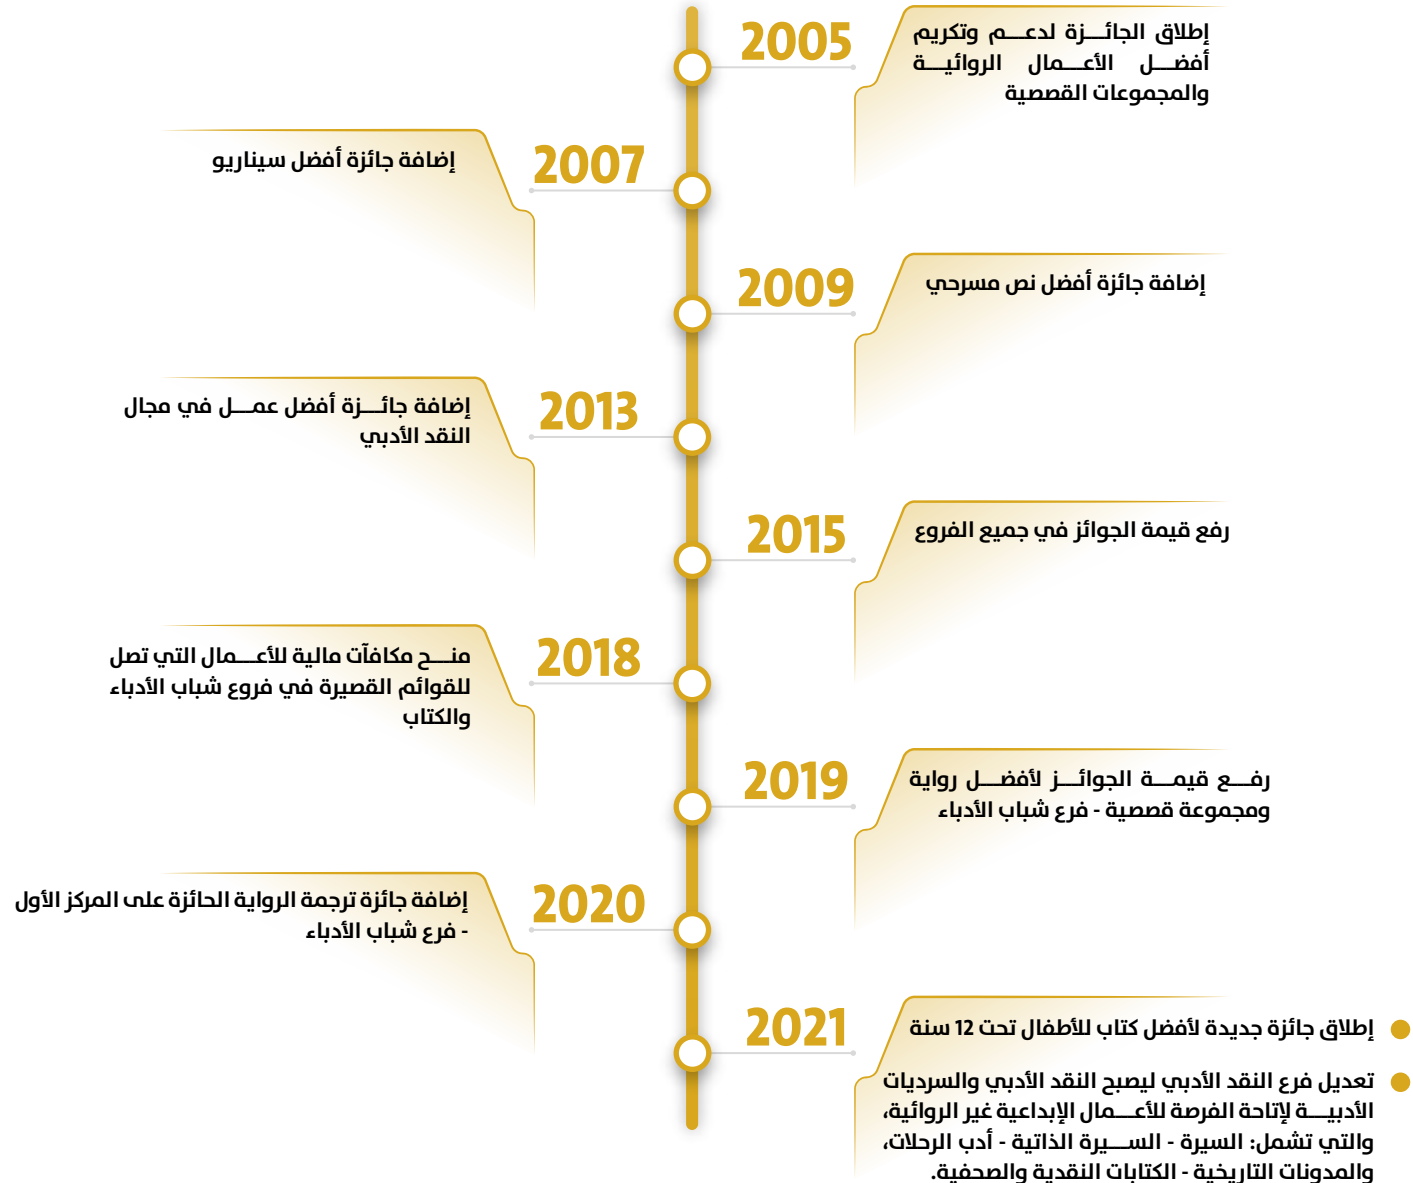 2005
إطلاق الجائزة لدعم وتكريم
أفضل الأعمال الروائية
والمجموعات القصصية
2007
إضافة جائزة أفضل سيناريو
2009
إضافة جائزة أفضل نص مسرحي
2013
إضافة جائزة أفضل عمل في مجال
النقد الأدبي
2015
رفع قيمة الجوائز في جميع الفروع
2018
منح مكافآت مالية للأعمال التي تصل
للقوائم القصيرة في فروع شباب الأدباء
والكتاب
2019
رفع قيمة الجوائز لأفضل رواية
ومجموعة قصصية - فرع شباب الأدباء
2020
إضافة جائزة ترجمة الرواية الحائزة على المركز الأول
- فرع شباب الأدباء
2021
إطلاق جائزة جديدة لأفضل كتاب للأطفال تحت 12 سنة
تعديل فرع النقد الأدبي ليصبح النقد الأدبي والسرديات
الأدبية لإتاحة الفرصة للأعمال الإبداعية غير الروائية،
والتي تشمل: السيرة - السيرة الذاتية - أدب الرحلات،
والمدونات التاريخية - الكتابات النقدية والصحفية.